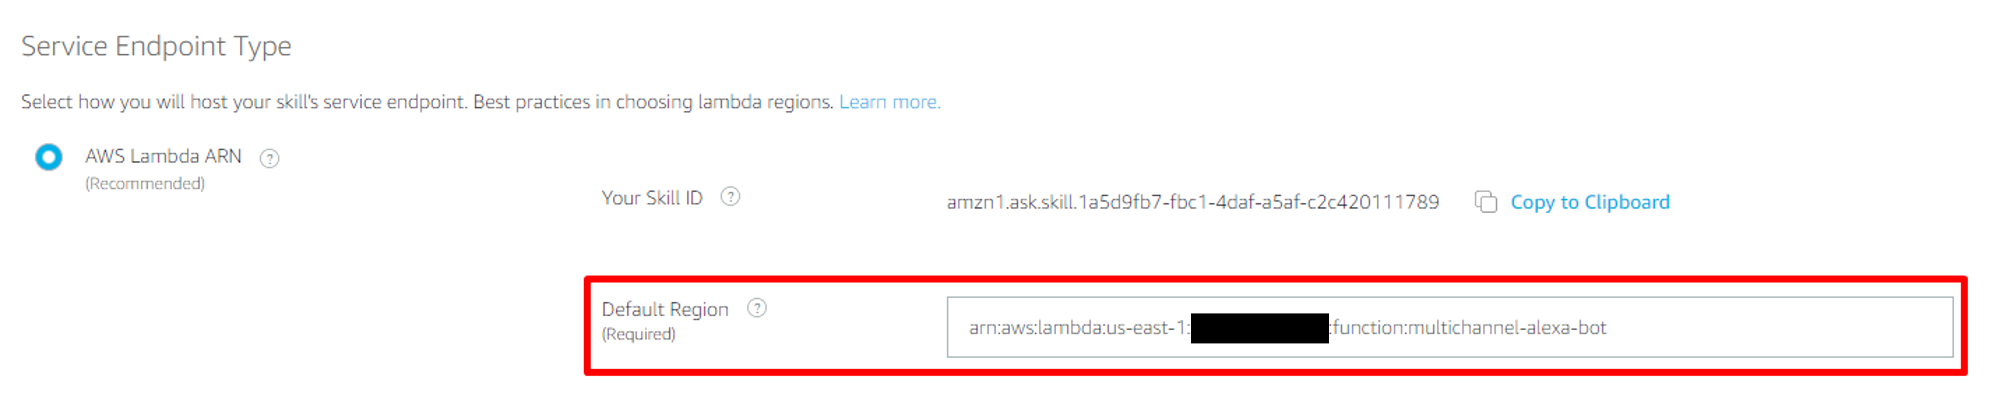 Service Endpoint Type
Select how you will host your skill's service endpoint. Best practices in choosing lambda regions. Learn more.
AWS Lambda ARN ?
(Recommended)
Your Skill ID ?
amzn1.ask.skill.1a5d9fb7-fbc1-4daf-a5af-c2c420111789 Copy to Clipboard
Default Region ?
(Required)
arn:aws:lambda:us-east-1: :function:multichannel-alexa-bot